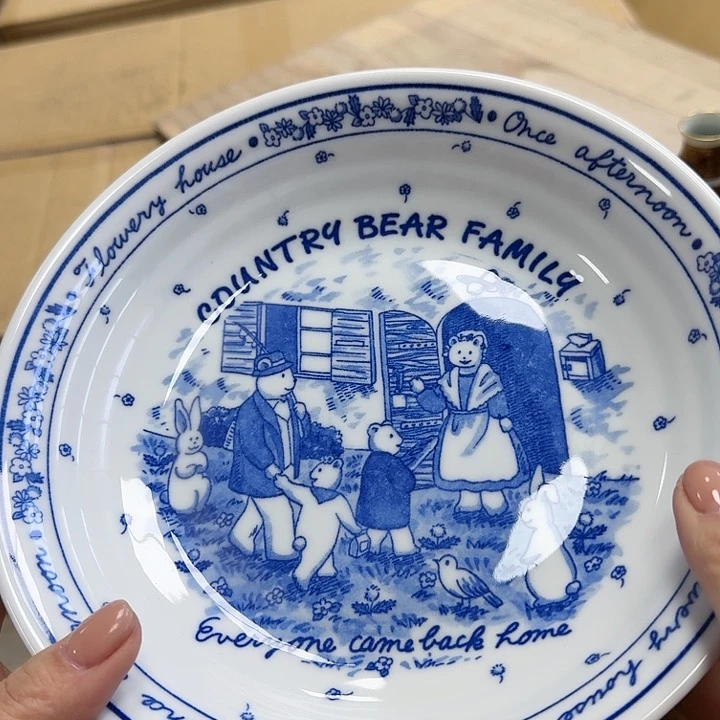 Flowery house
Once afternoon
COUNTRY BEAR FAMILY
Everyone came back home